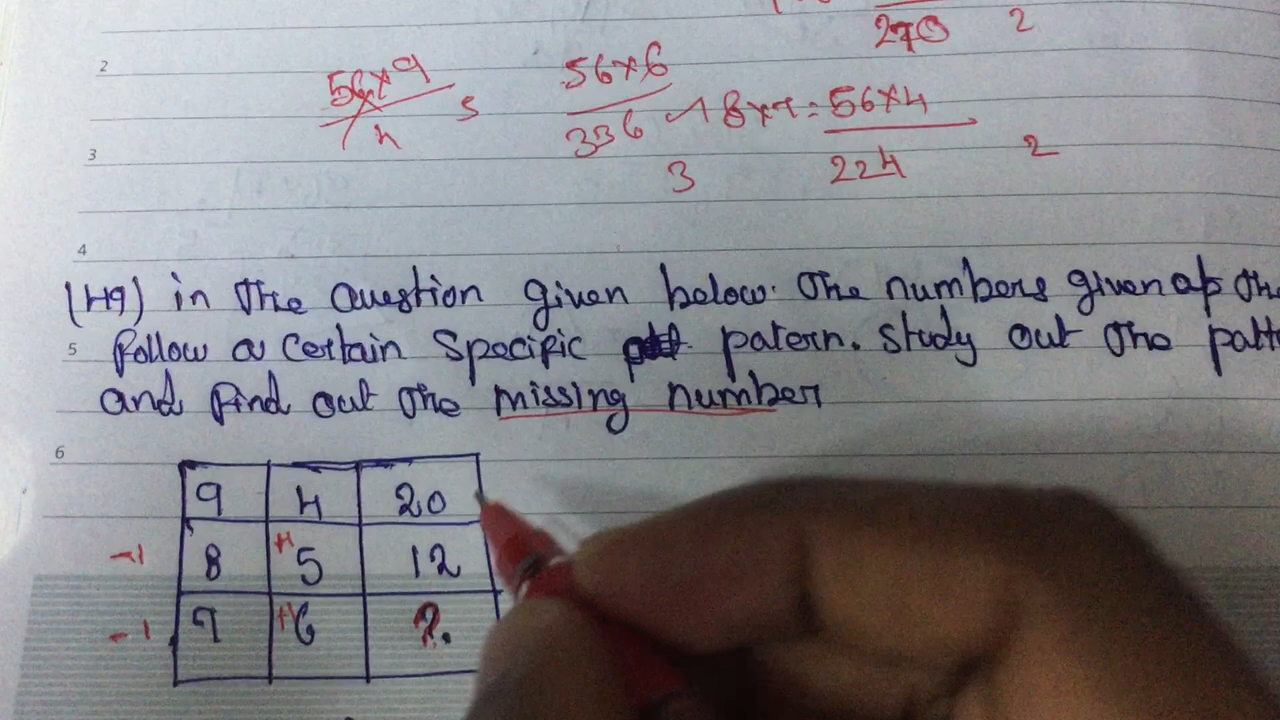 270 2
2
56×9 5 56×6 18×7= 56×4
4 336 3 224 2
3
4
(49) in the question given below. The numbers given
5 follow a certain specific patern. Study out the patt
and find out the missing number
6
9 4 20
-1 8 +1 5 12
-1 7 +1 6 ?.